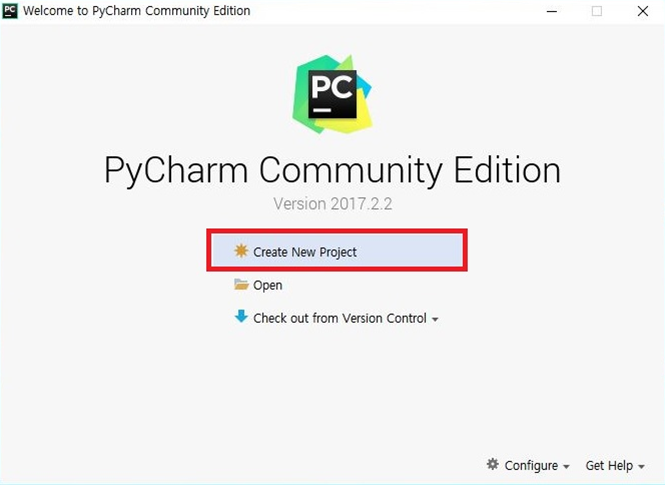 PC Welcome to PyCharm Community Edition
PC
PyCharm Community Edition
Version 2017.2.2
Create New Project
Open
Check out from Version Control
Configure Get Help